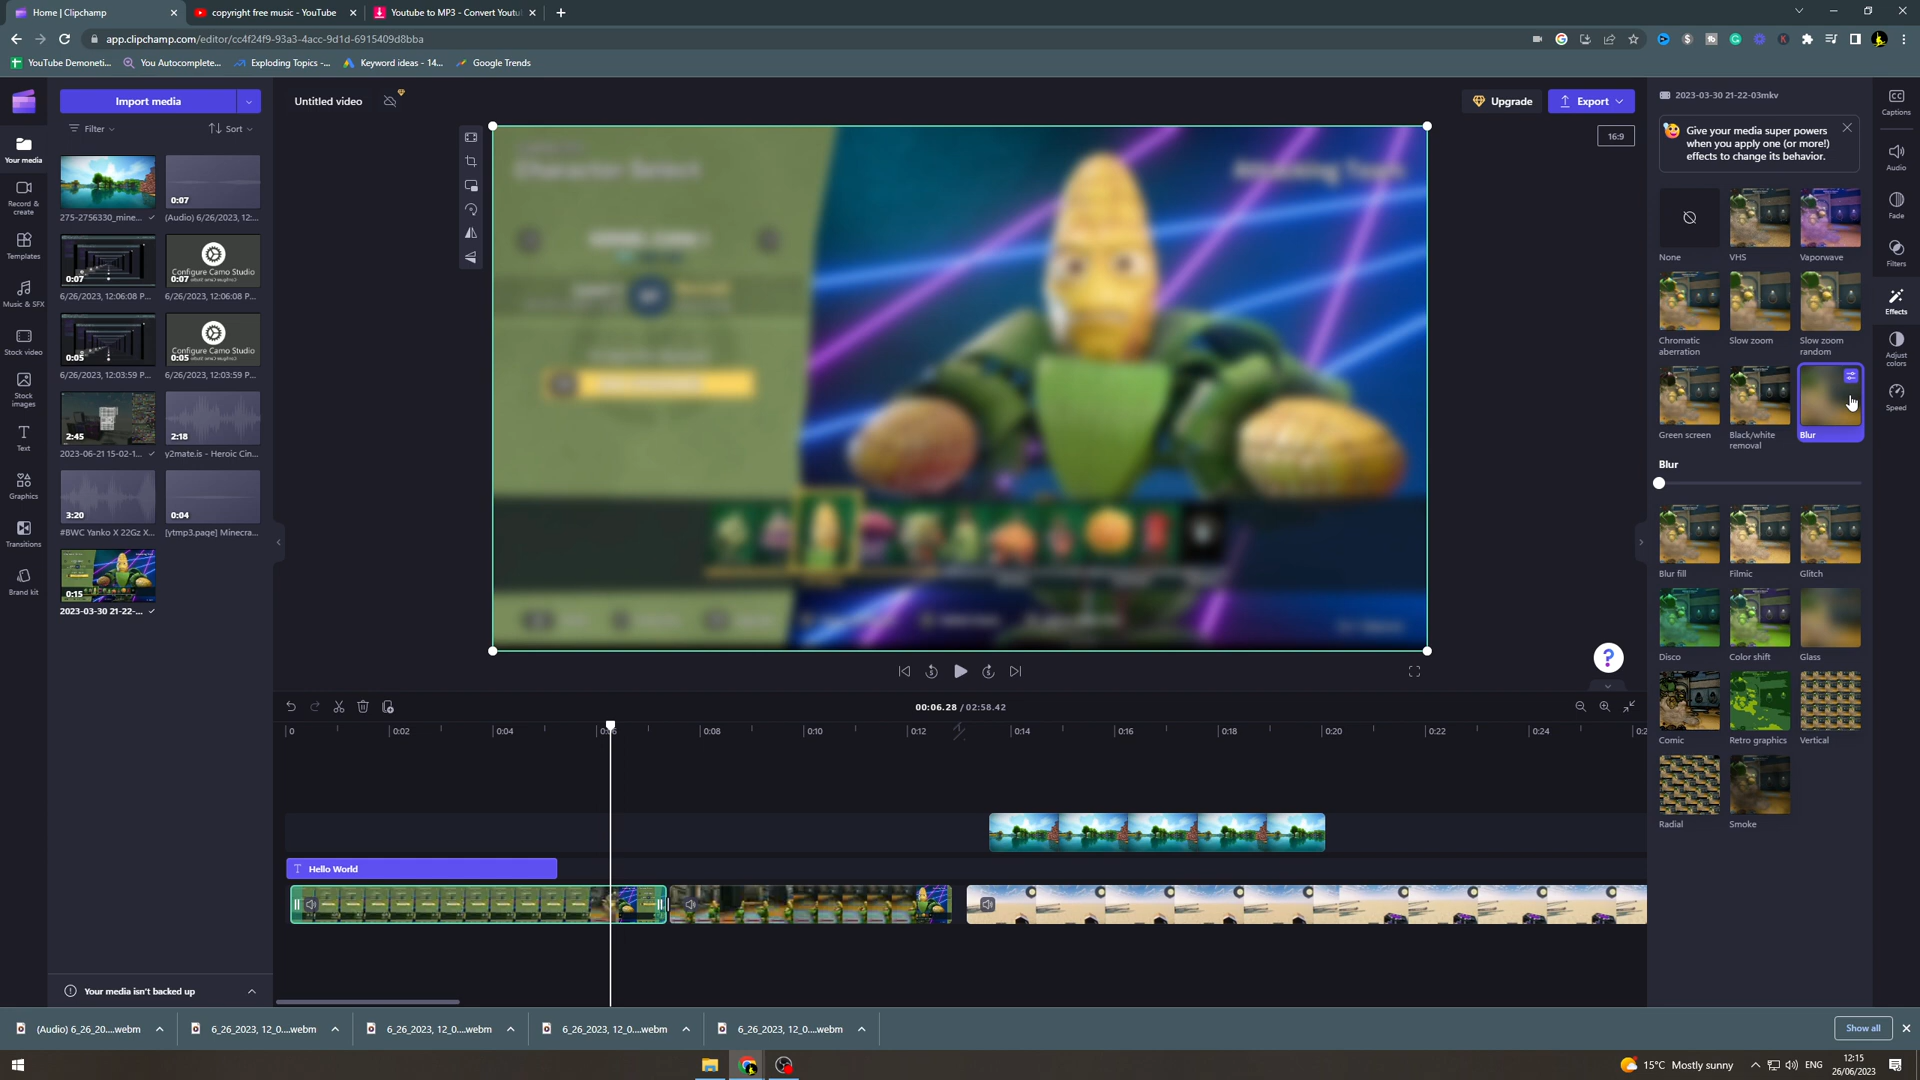 Home | Clipchamp
copyright free music - YouTube
Youtube to MP3 - Convert Youtu
app.clipchamp.com/editor/cc4f24f9-93a3-4acc-9d1d-6915409d8bba
YouTube Demoneti...
You Autocomplete...
Exploding Topics -...
Keyword ideas - 14...
Google Trends
Import media
Untitled video
Upgrade
Export
2023-03-30 21-22-03mkv
Captions
Filter
Sort
16:9
Give your media super powers
when you apply one (or more!)
effects to change its behavior.
Your media
Record &
create
Templates
Music & SFX
Stock video
Stock
images
Text
Graphics
Transitions
Brand kit
0:07
275-2756330_mine...
(Audio) 6/26/2023, 12:...
0:07
Configure Camo Studio
0:07
6/26/2023, 12:06:08 P...
6/26/2023, 12:06:08 P...
0:05
Configure Camo Studio
0:05
6/26/2023, 12:03:59 P...
6/26/2023, 12:03:59 P...
2:45
2:18
2023-06-21 15-02-1...
y2mate.is - Heroic Cin...
3:20
0:04
#BWC Yanko X 22Gz X...
[ytmp3.page] Minecra...
0:15
2023-03-30 21-22-...
Character Select
Attacking Team
Audio
Fade
Filters
Effects
Adjust
colors
Speed
None
VHS
Vaporwave
Chromatic
aberration
Slow zoom
Slow zoom
random
Green screen
Black/white
removal
Blur
Blur
Blur fill
Filmic
Glitch
Disco
Color shift
Glass
Comic
Retro graphics
Vertical
Radial
Smoke
?
00:06.28 / 02:58.42
0
0:02
0:04
0:06
0:08
0:10
0:12
0:14
0:16
0:18
0:20
0:22
0:24
0:2
T Hello World
Your media isn't backed up
(Audio) 6_26_20....webm
6_26_2023, 12_0....webm
6_26_2023, 12_0....webm
6_26_2023, 12_0....webm
6_26_2023, 12_0....webm
Show all
15°C Mostly sunny
ENG
12:15
26/06/2023